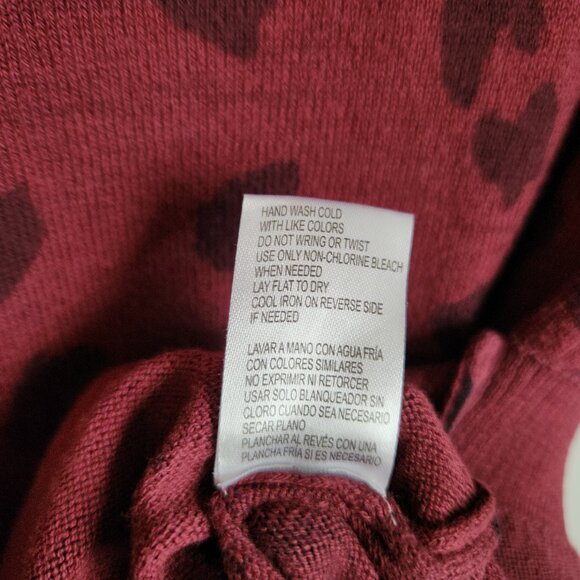 HAND WASH COLD
WITH LIKE COLORS
DO NOT WRING OR TWIST
USE ONLY NON-CHLORINE BLEACH
WHEN NEEDED
LAY FLAT TO DRY
COOL IRON ON REVERSE SIDE
IF NEEDED
LAVAR A MANO CON AGUA FRÍA
CON COLORES SIMILARES
NO EXPRIMIR NI RETORCER
USAR SOLO BLANQUEADOR SIN
CLORO CUANDO SEA NECESARIO
SECAR PLANO
PLANCHAR AL REVÉS CON UNA
PLANCHA FRÍA SI ES NECESARIO